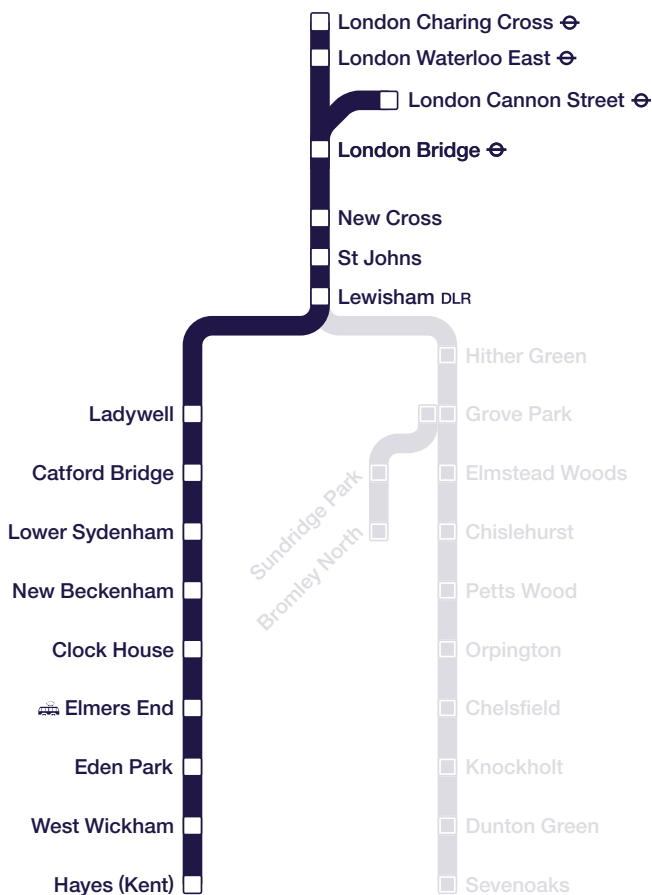 London Charing Cross
London Waterloo East
London Cannon Street
London Bridge
New Cross
St Johns
Lewisham DLR
Hither Green
Ladywell
Grove Park
Catford Bridge
Sundridge Park
Elmstead Woods
Lower Sydenham
Bromley North
Chislehurst
New Beckenham
Petts Wood
Clock House
Orpington
Elmers End
Chelsfield
Eden Park
Knockholt
West Wickham
Dunton Green
Hayes (Kent)
Sevenoaks